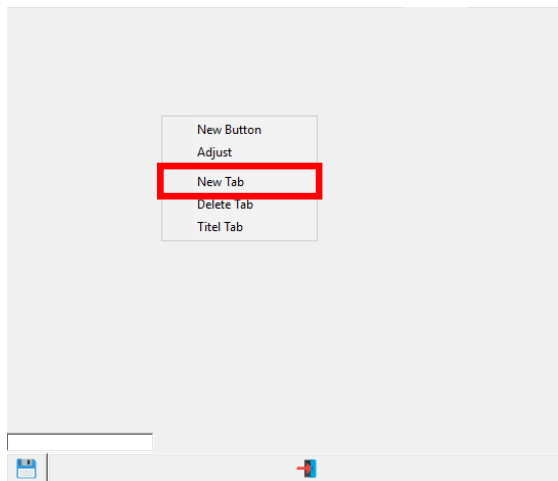 New Button
Adjust
New Tab
Delete Tab
Titel Tab